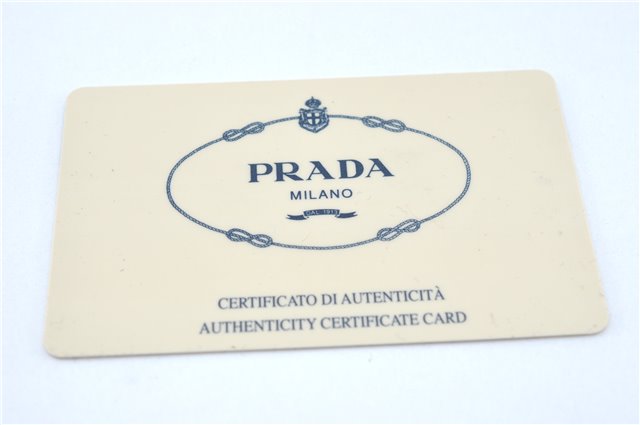 PRADA
MILANO
DAL 1913
CERTIFICATO DI AUTENTICITÀ
AUTHENTICITY CERTIFICATE CARD